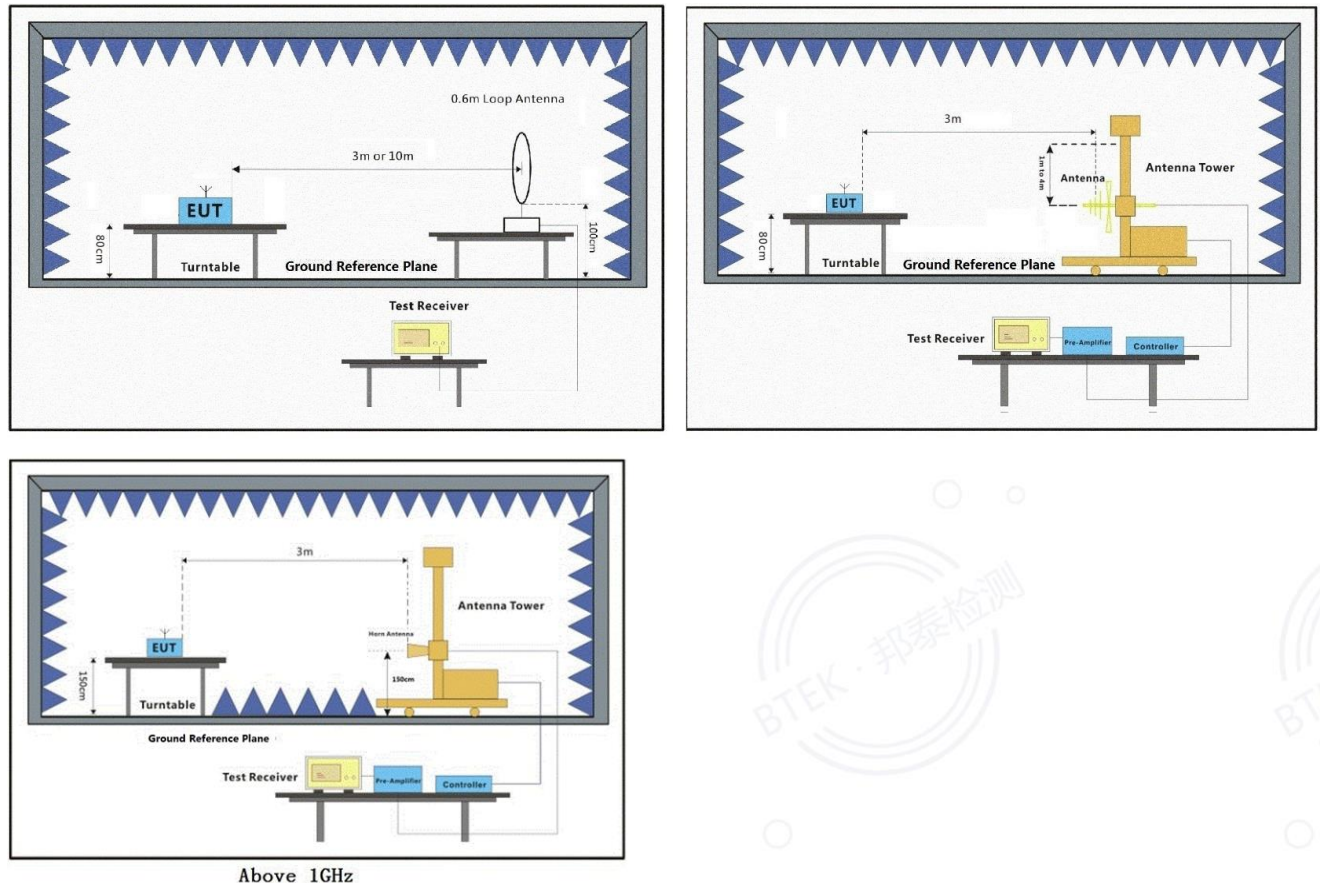 0.6m Loop Antenna
3m or 10m
EUT
80cm
100cm
Turntable
Ground Reference Plane
Test Receiver
3m
1m to 4m
Antenna
Antenna Tower
EUT
80cm
Turntable
Ground Reference Plane
Test Receiver
Pre-Amplifier
Controller
3m
Antenna Tower
Horn Antenna
EUT
150cm
150cm
Turntable
Ground Reference Plane
Test Receiver
Pre-Amplifier
Controller
Above 1GHz
BTEK · 邦泰检测
BT